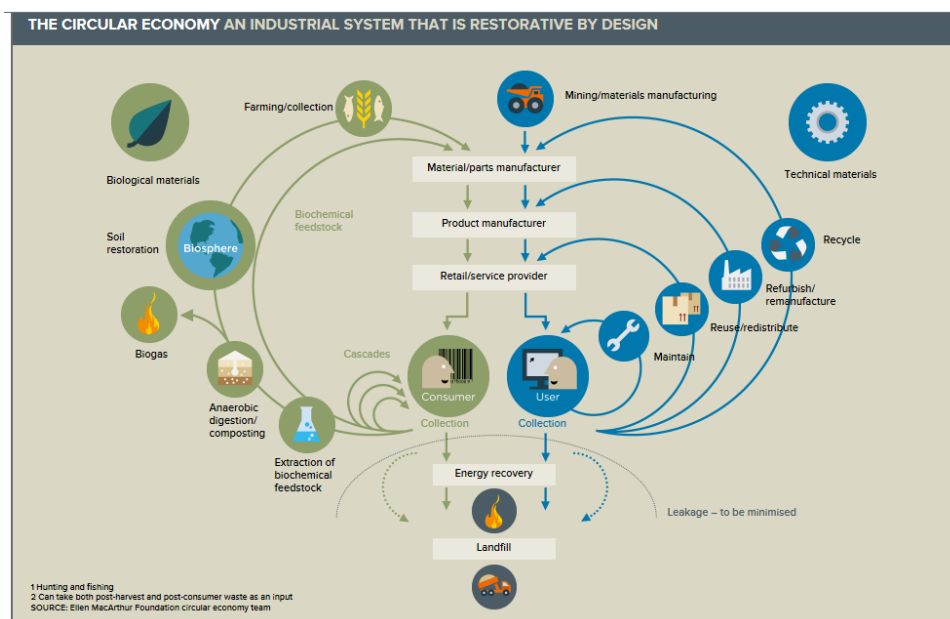 THE CIRCULAR ECONOMY AN INDUSTRIAL SYSTEM THAT IS RESTORATIVE BY DESIGN
Farming/collection
Mining/materials manufacturing
Biological materials
Technical materials
Material/parts manufacturer
Biochemical
feedstock
Product manufacturer
Soil
restoration
Biosphere
Recycle
Retail/service provider
Refurbish/
remanufacture
Reuse/redistribute
Biogas
Cascades
Maintain
Consumer
User
Anaerobic
digestion/
composting
Collection
Collection
Extraction of
biochemical
feedstock
Energy recovery
Leakage – to be minimised
Landfill
1 Hunting and fishing
2 Can take both post-harvest and post-consumer waste as an input
SOURCE: Ellen MacArthur Foundation circular economy team